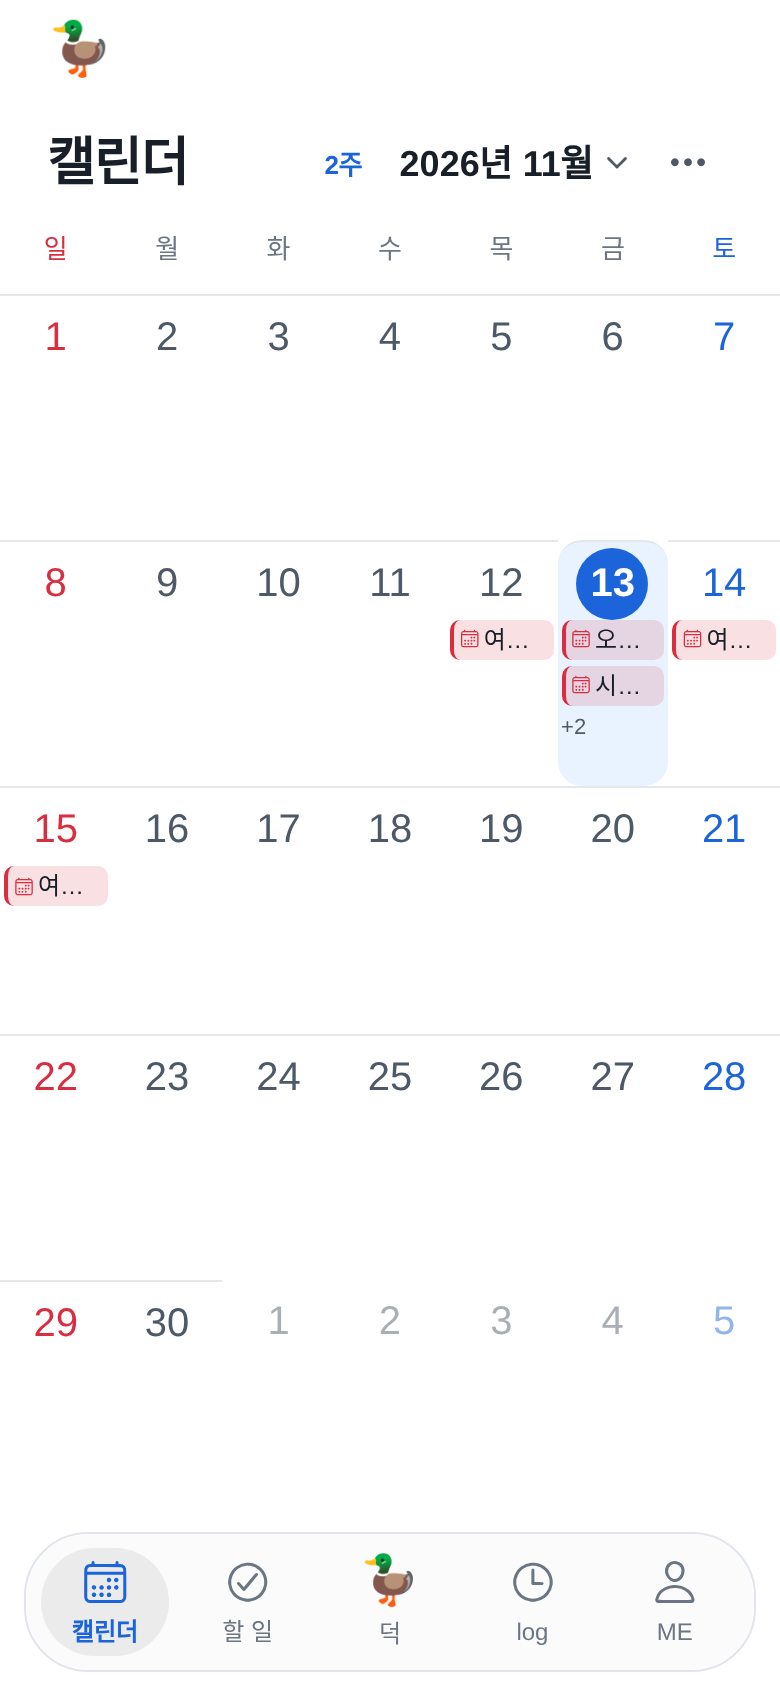 캘린더 2주 2026년 11월
일 월 화 수 목 금 토
1 2 3 4 5 6 7
8 9 10 11 12 13 14
여… 오… 여…
시…
+2
15 16 17 18 19 20 21
여…
22 23 24 25 26 27 28
29 30 1 2 3 4 5
캘린더 할 일 덕 log ME